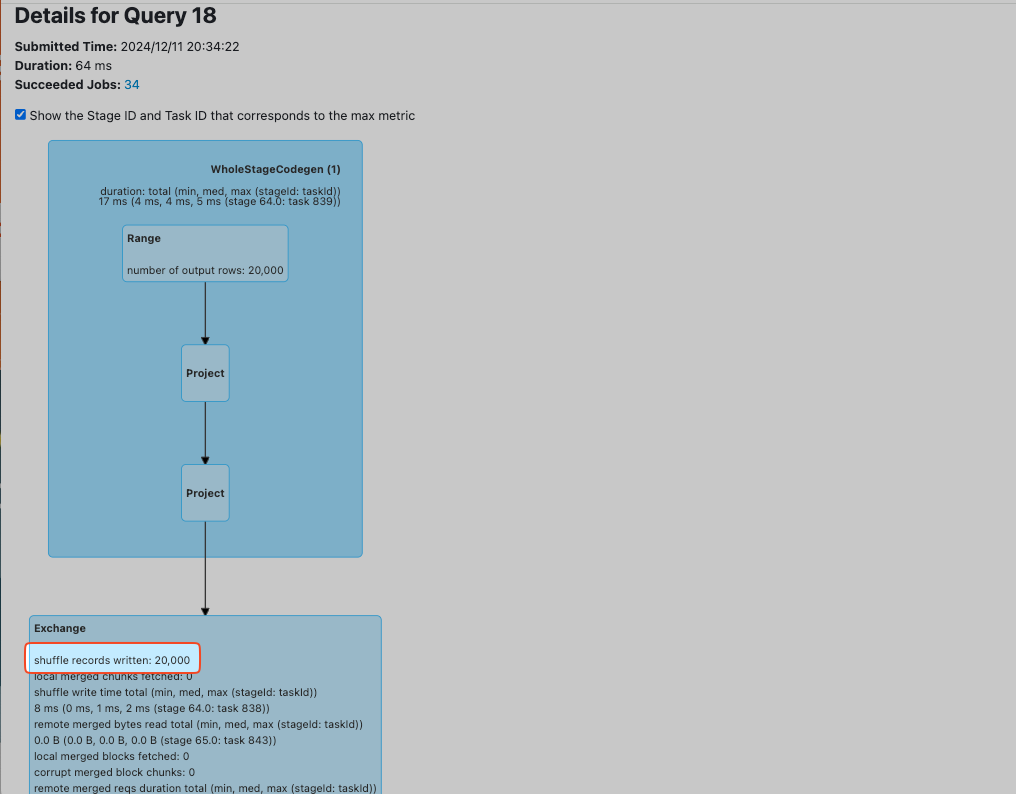 Details for Query 18
Submitted Time: 2024/12/11 20:34:22
Duration: 64 ms
Succeeded Jobs: 34
Show the Stage ID and Task ID that corresponds to the max metric
WholeStageCodegen (1)
duration: total (min, med, max (stageId: taskId))
17 ms (4 ms, 4 ms, 5 ms (stage 64.0: task 839))
Range
number of output rows: 20,000
Project
Project
Exchange
shuffle records written: 20,000
local merged chunks fetched: 0
shuffle write time total (min, med, max (stageId: taskId))
8 ms (0 ms, 1 ms, 2 ms (stage 64.0: task 838))
remote merged bytes read total (min, med, max (stageId: taskId))
0.0 B (0.0 B, 0.0 B, 0.0 B (stage 65.0: task 843))
local merged blocks fetched: 0
corrupt merged block chunks: 0
remote merged reqs duration total (min, med, max (stageId: taskId))